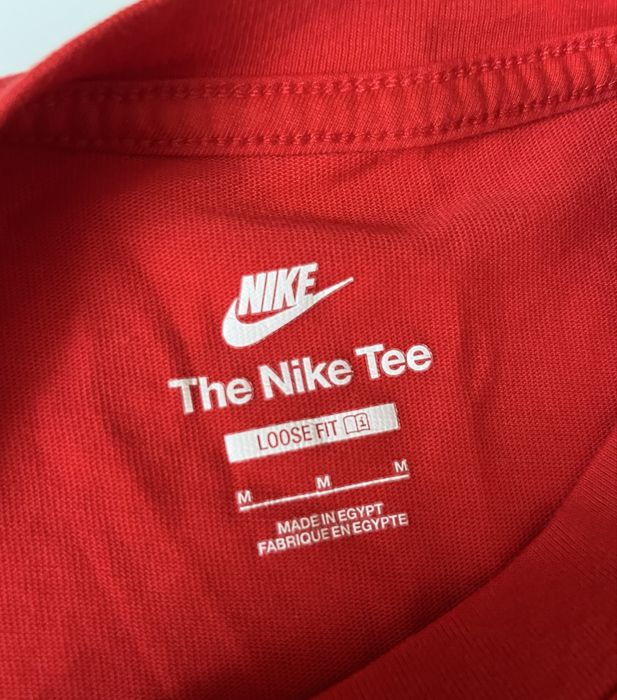 NIKE
The Nike Tee
LOOSE FIT
M M M
MADE IN EGYPT
FABRIQUE EN EGYPTE